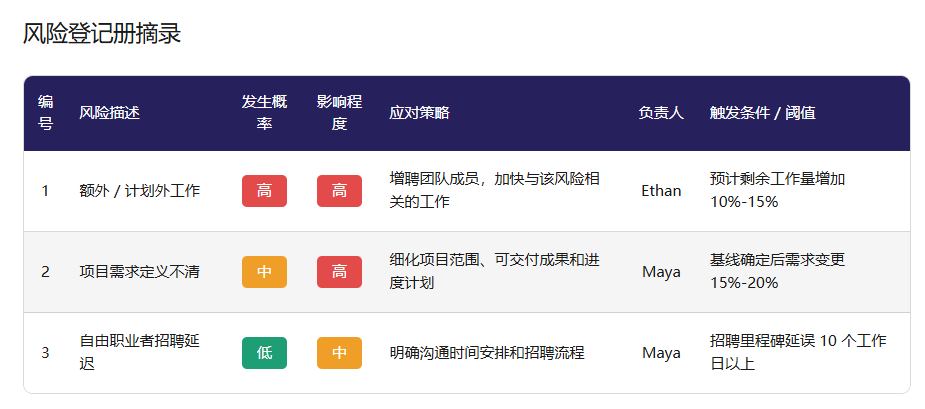 风险登记册摘录
编号 风险描述 发生概率 影响程度 应对策略 负责人 触发条件 / 阈值
1 额外 / 计划外工作 高 高 增聘团队成员，加快与该风险相关的工作 Ethan 预计剩余工作量增加 10%-15%
2 项目需求定义不清 中 高 细化项目范围、可交付成果和进度计划 Maya 基线确定后需求变更 15%-20%
3 自由职业者招聘延迟 低 中 明确沟通时间安排和招聘流程 Maya 招聘里程碑延误 10 个工作日以上